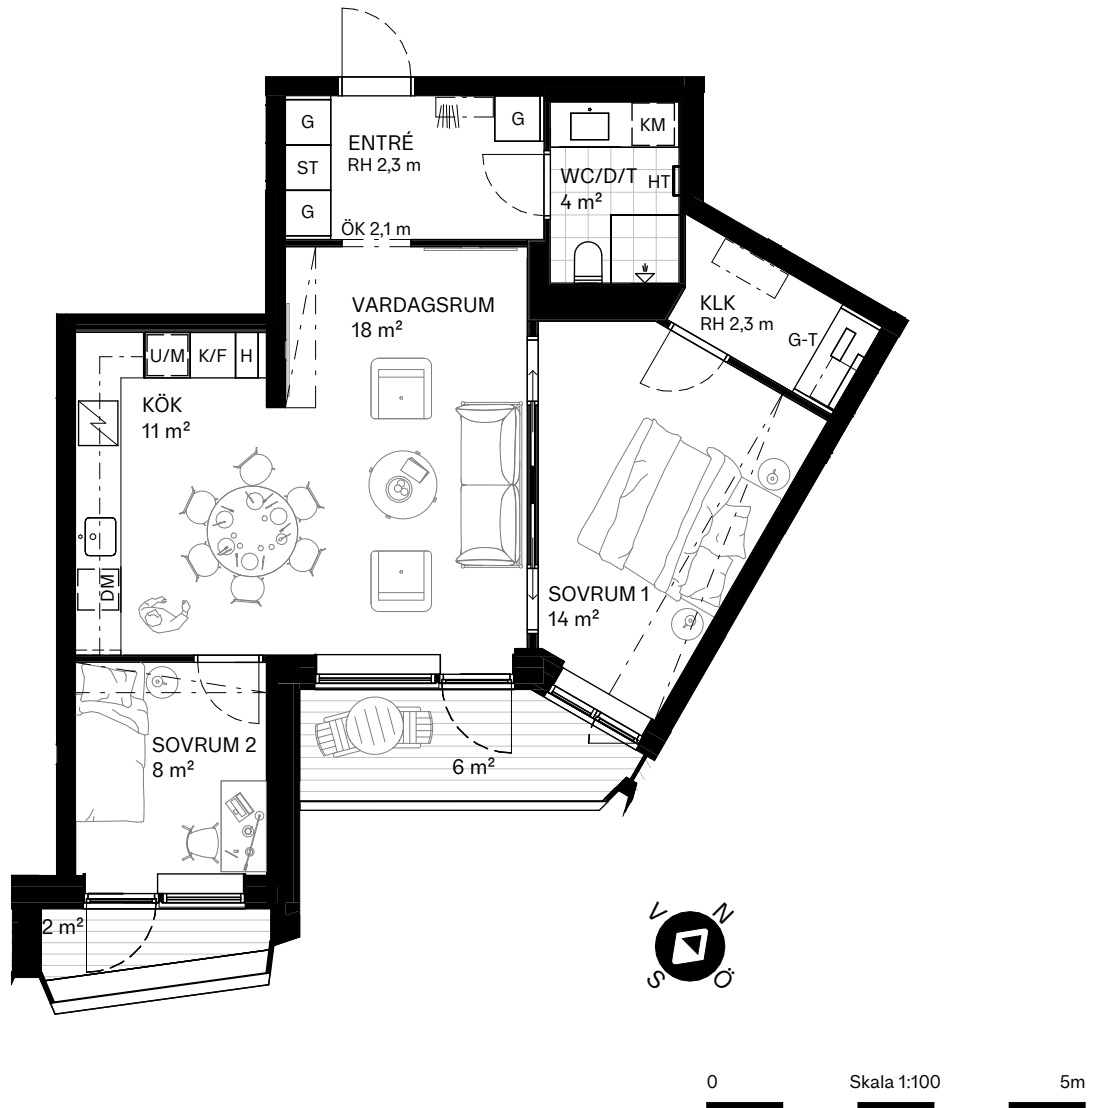 G
G
KM
ENTRÉ
RH 2,3 m
ST
WC/D/T
4 m²
HT
G
ÖK 2,1 m
VARDAGSRUM
18 m²
KLK
RH 2,3 m
G-T
U/M
K/F
H
KÖK
11 m²
DM
SOVRUM 1
14 m²
SOVRUM 2
8 m²
6 m²
2 m²
V
N
S
Ö
0
Skala 1:100
5m